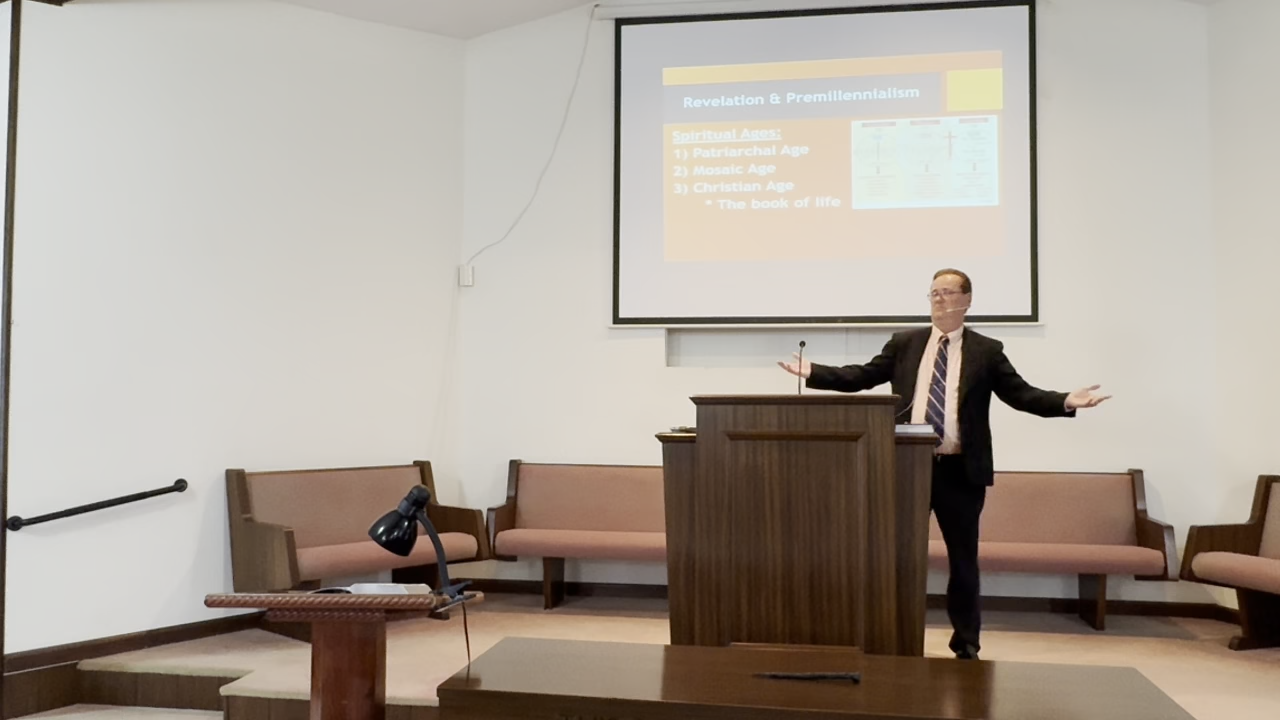 Revelation & Premillennialism
Spiritual Ages:
1) Patriarchal Age
2) Mosaic Age
3) Christian Age
* The book of life